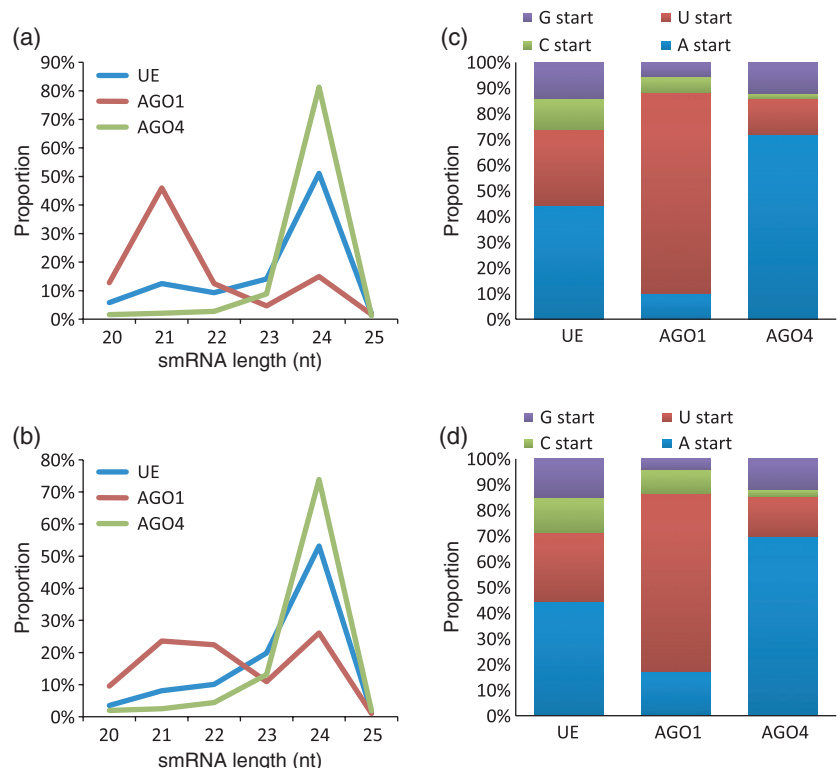 (a)
90%
80%
70%
60%
50%
40%
30%
20%
10%
0%
Proportion
UE
AGO1
AGO4
20 21 22 23 24 25
smRNA length (nt)
(c)
G start U start
C start A start
100%
90%
80%
70%
60%
50%
40%
30%
20%
10%
0%
Proportion
UE AGO1 AGO4
(b)
80%
70%
60%
50%
40%
30%
20%
10%
0%
Proportion
UE
AGO1
AGO4
20 21 22 23 24 25
smRNA length (nt)
(d)
G start U start
C start A start
100%
90%
80%
70%
60%
50%
40%
30%
20%
10%
0%
Proportion
UE AGO1 AGO4